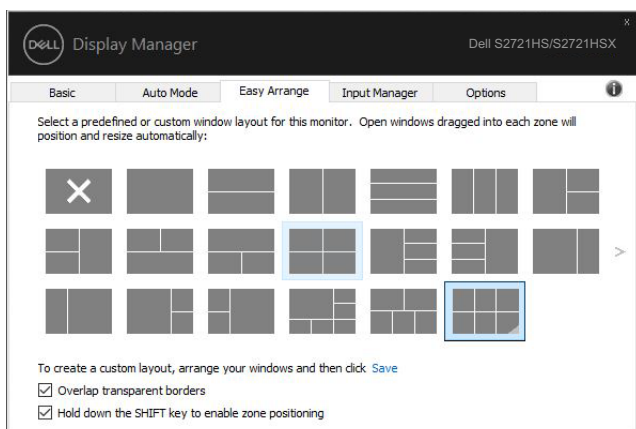 x
DELL Display Manager
Dell S2721HS/S2721HSX
Basic Auto Mode Easy Arrange Input Manager Options i
Select a predefined or custom window layout for this monitor. Open windows dragged into each zone will
position and resize automatically:
>
To create a custom layout, arrange your windows and then click Save
Overlap transparent borders
Hold down the SHIFT key to enable zone positioning